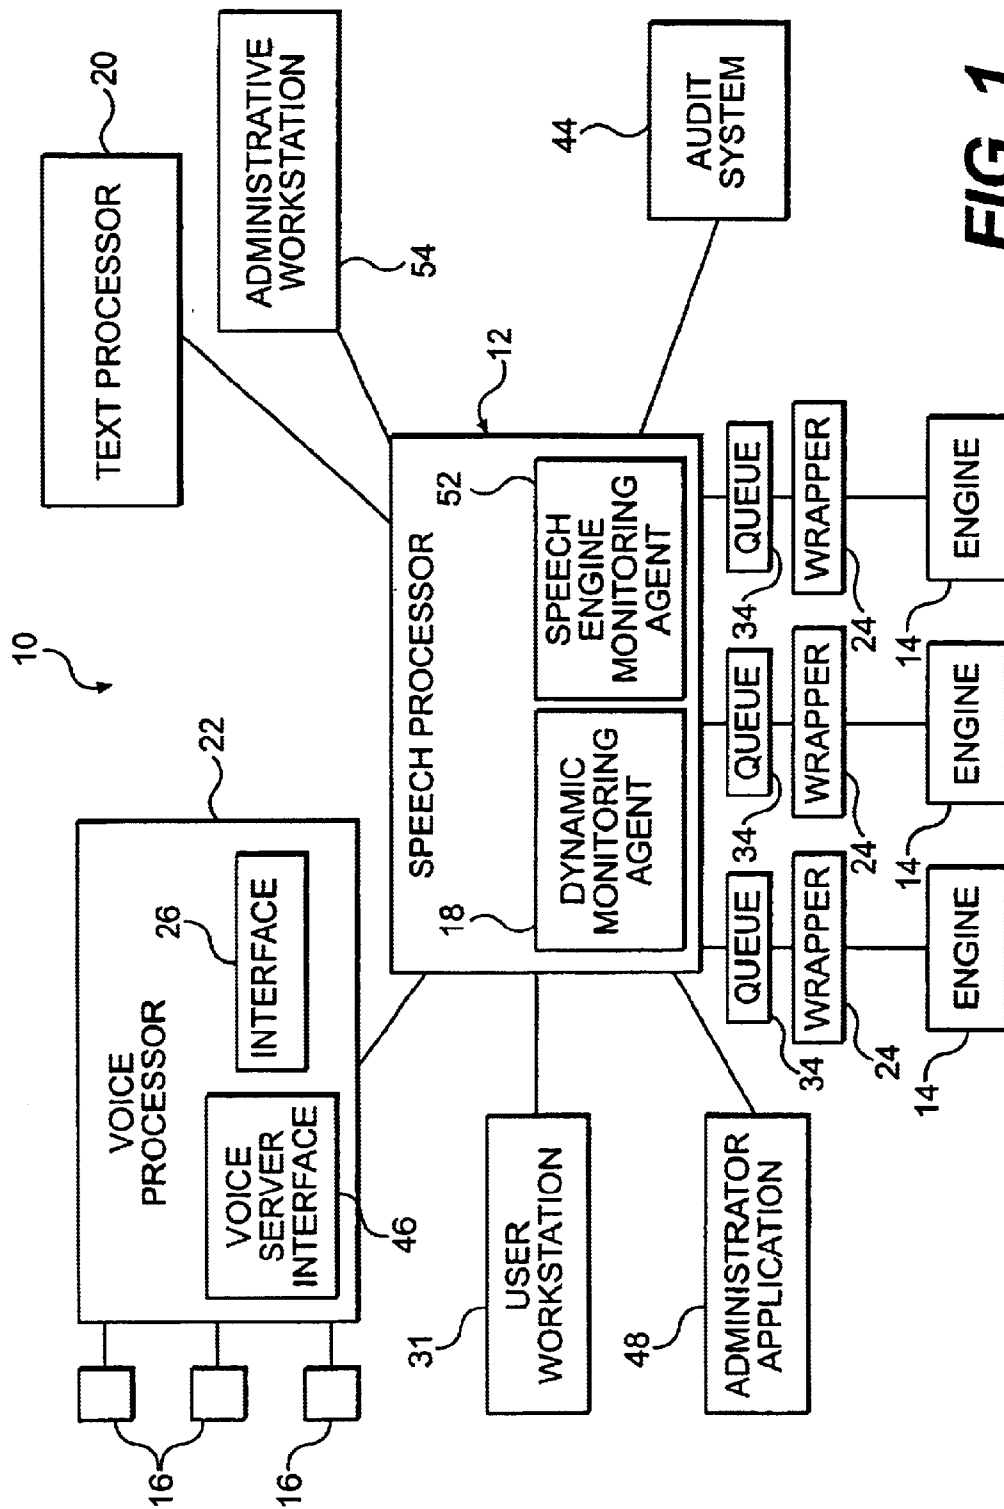 10
16
16
22
VOICE
PROCESSOR
VOICE
SERVER
INTERFACE
46
26
INTERFACE
TEXT PROCESSOR
20
ADMINISTRATIVE
WORKSTATION
54
12
SPEECH PROCESSOR
18
DYNAMIC
MONITORING
AGENT
52
SPEECH
ENGINE
MONITORING
AGENT
31
USER
WORKSTATION
48
ADMINISTRATOR
APPLICATION
44
AUDIT
SYSTEM
QUEUE
34
QUEUE
34
QUEUE
34
WRAPPER
24
WRAPPER
24
WRAPPER
24
14
ENGINE
14
ENGINE
14
ENGINE
FIG. 1